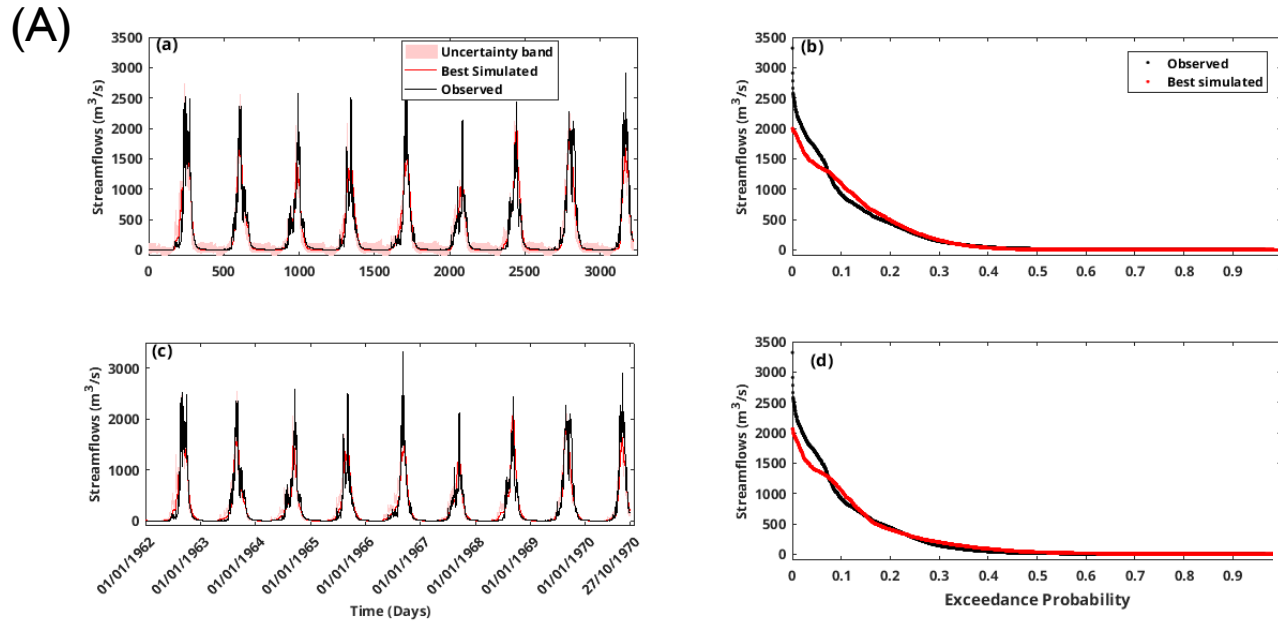 (A)
(a)
Uncertainty band
Best Simulated
Observed
Streamflows (m³/s)
3500
3000
2500
2000
1500
1000
500
0
0 500 1000 1500 2000 2500 3000
(b)
Observed
Best simulated
Streamflows (m³/s)
3500
3000
2500
2000
1500
1000
500
0
0 0.1 0.2 0.3 0.4 0.5 0.6 0.7 0.8 0.9
(c)
Streamflows (m³/s)
3000
2000
1000
0
01/01/1962 01/01/1963 01/01/1964 01/01/1965 01/01/1966 01/01/1967 01/01/1968 01/01/1969 01/01/1970 27/10/1970
Time (Days)
(d)
Streamflows (m³/s)
3500
3000
2500
2000
1500
1000
500
0
0 0.1 0.2 0.3 0.4 0.5 0.6 0.7 0.8 0.9
Exceedance Probability